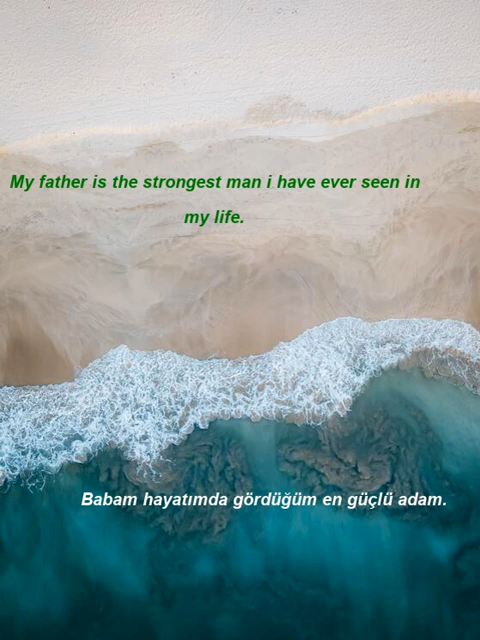 My father is the strongest man i have ever seen in
my life.
Babam hayatımda gördüğüm en güçlü adam.